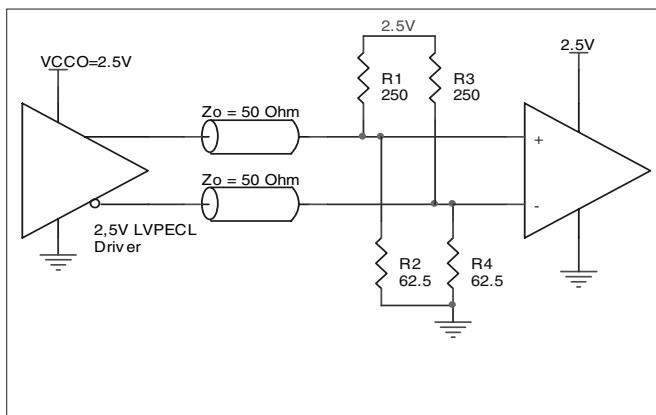 2.5V
VCCO=2.5V
2.5V
R1
250
R3
250
Zo = 50 Ohm
+
Zo = 50 Ohm
-
2,5V LVPECL
Driver
R2
62.5
R4
62.5